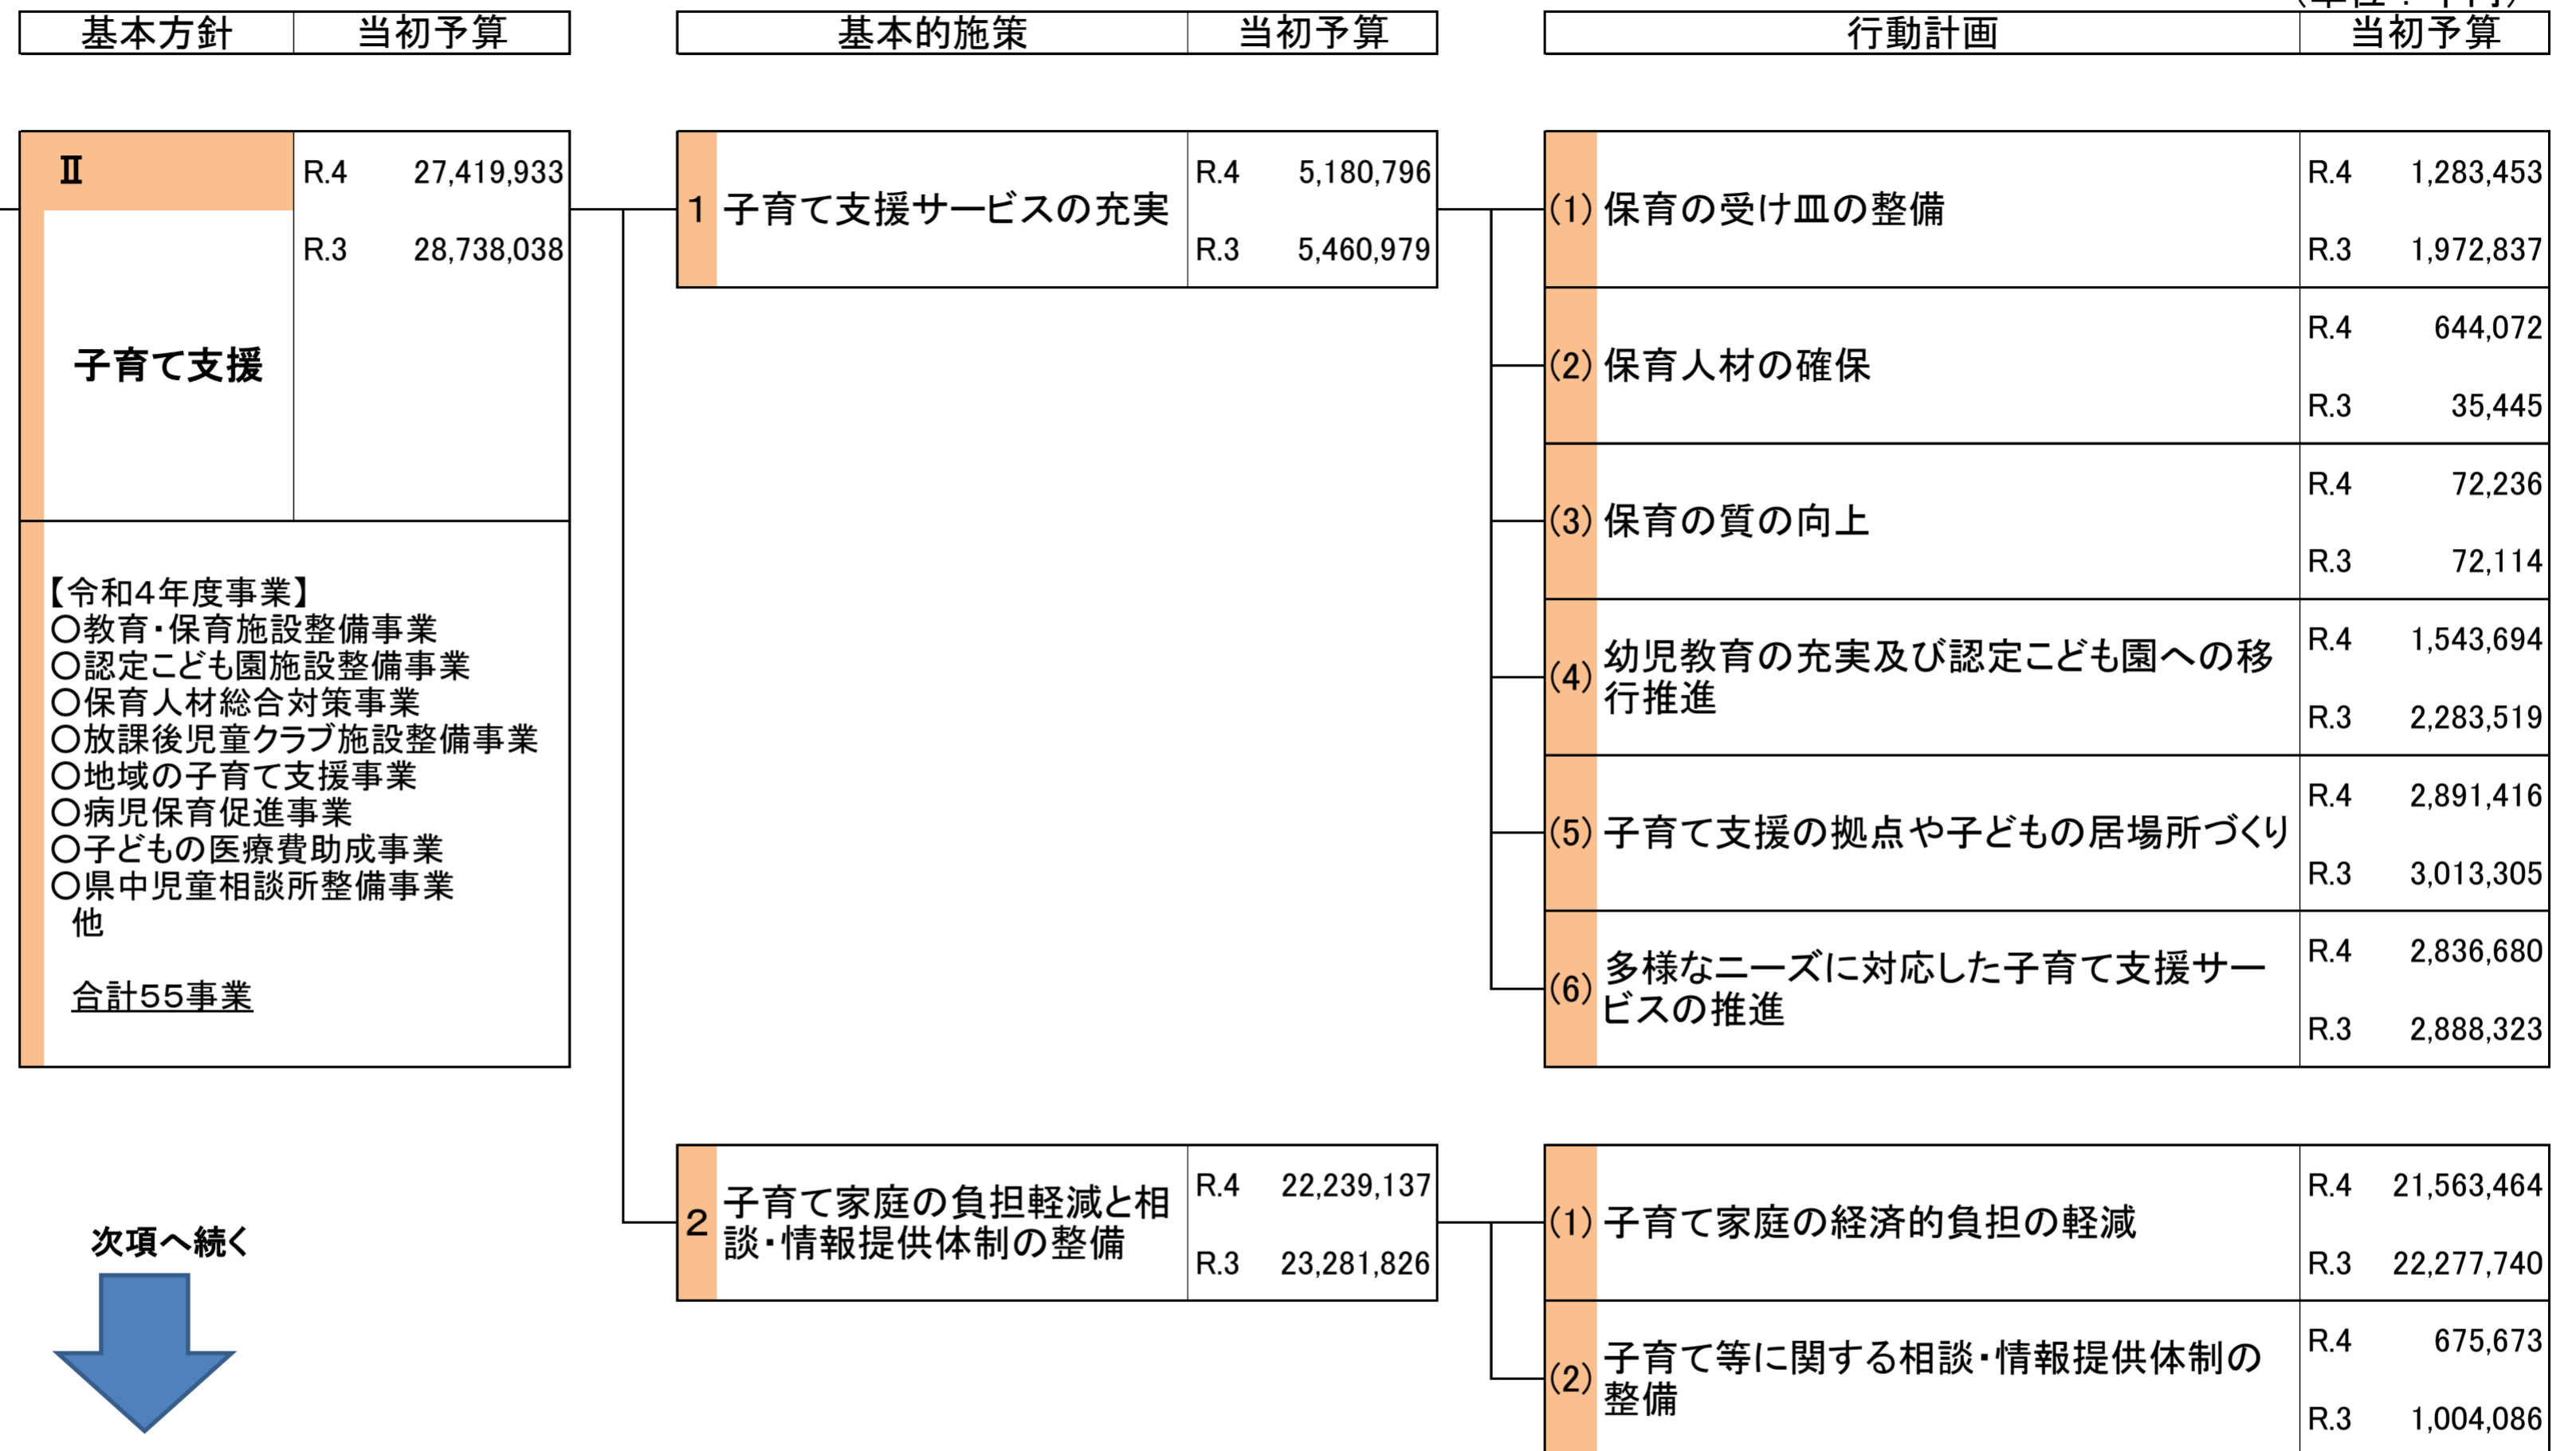 基本方針 当初予算
基本的施策 当初予算
行動計画 当初予算
Ⅱ
子育て支援
R.4 27,419,933
R.3 28,738,038
【令和4年度事業】
○教育・保育施設整備事業
○認定こども園施設整備事業
○保育人材総合対策事業
○放課後児童クラブ施設整備事業
○地域の子育て支援事業
○病児保育促進事業
○子どもの医療費助成事業
○県中児童相談所整備事業
他
合計55事業
1 子育て支援サービスの充実
R.4 5,180,796
R.3 5,460,979
(1) 保育の受け皿の整備
R.4 1,283,453
R.3 1,972,837
(2) 保育人材の確保
R.4 644,072
R.3 35,445
(3) 保育の質の向上
R.4 72,236
R.3 72,114
(4) 幼児教育の充実及び認定こども園への移
行推進
R.4 1,543,694
R.3 2,283,519
(5) 子育て支援の拠点や子どもの居場所づくり
R.4 2,891,416
R.3 3,013,305
(6) 多様なニーズに対応した子育て支援サー
ビスの推進
R.4 2,836,680
R.3 2,888,323
2 子育て家庭の負担軽減と相
談・情報提供体制の整備
R.4 22,239,137
R.3 23,281,826
(1) 子育て家庭の経済的負担の軽減
R.4 21,563,464
R.3 22,277,740
(2) 子育て等に関する相談・情報提供体制の
整備
R.4 675,673
R.3 1,004,086
次項へ続く